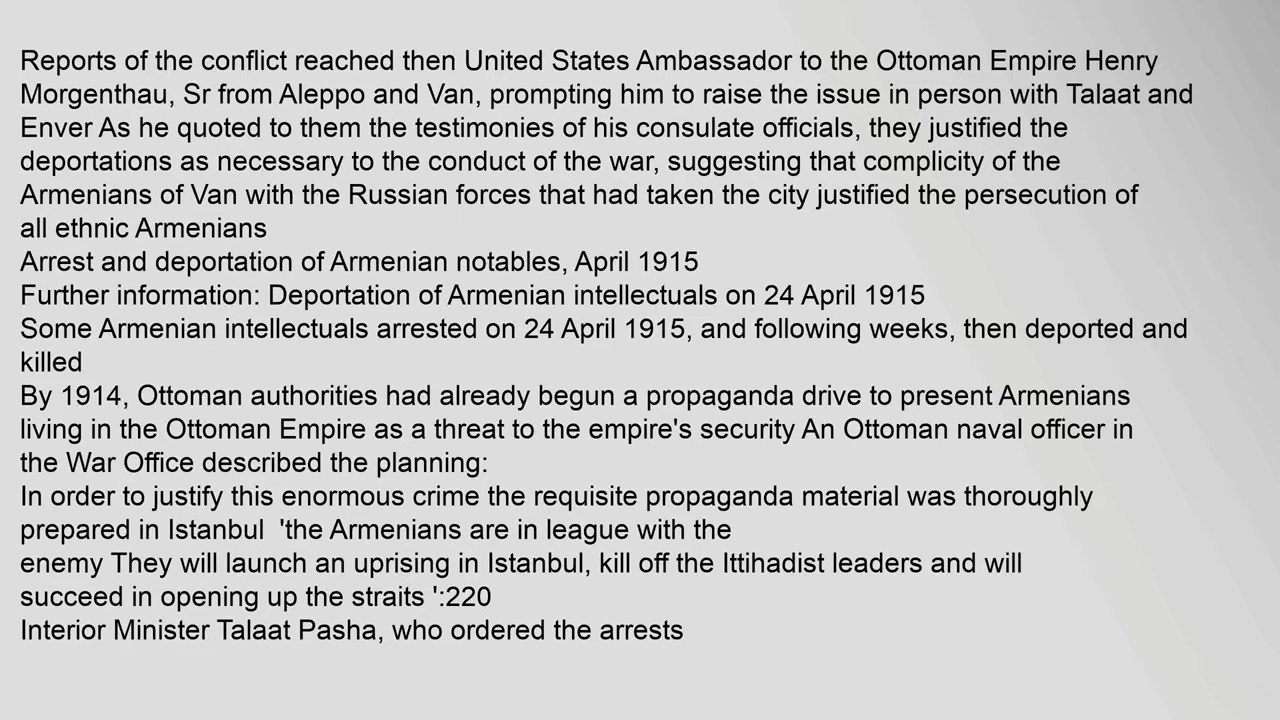 Reports of the conflict reached then United States Ambassador to the Ottoman Empire Henry
Morgenthau, Sr from Aleppo and Van, prompting him to raise the issue in person with Talaat and
Enver As he quoted to them the testimonies of his consulate officials, they justified the
deportations as necessary to the conduct of the war, suggesting that complicity of the
Armenians of Van with the Russian forces that had taken the city justified the persecution of
all ethnic Armenians
Arrest and deportation of Armenian notables, April 1915
Further information: Deportation of Armenian intellectuals on 24 April 1915
Some Armenian intellectuals arrested on 24 April 1915, and following weeks, then deported and
killed
By 1914, Ottoman authorities had already begun a propaganda drive to present Armenians
living in the Ottoman Empire as a threat to the empire's security An Ottoman naval officer in
the War Office described the planning:
In order to justify this enormous crime the requisite propaganda material was thoroughly
prepared in Istanbul  'the Armenians are in league with the
enemy They will launch an uprising in Istanbul, kill off the Ittihadist leaders and will
succeed in opening up the straits ':220
Interior Minister Talaat Pasha, who ordered the arrests